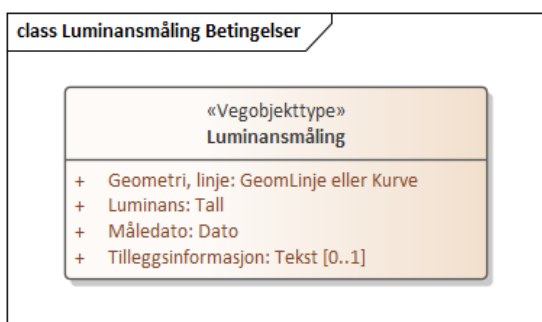 class Luminansmåling Betingelser
«Vegobjekttype»
Luminansmåling
+ Geometri, linje: GeomLinje eller Kurve
+ Luminans: Tall
+ Måledato: Dato
+ Tilleggsinformasjon: Tekst [0..1]